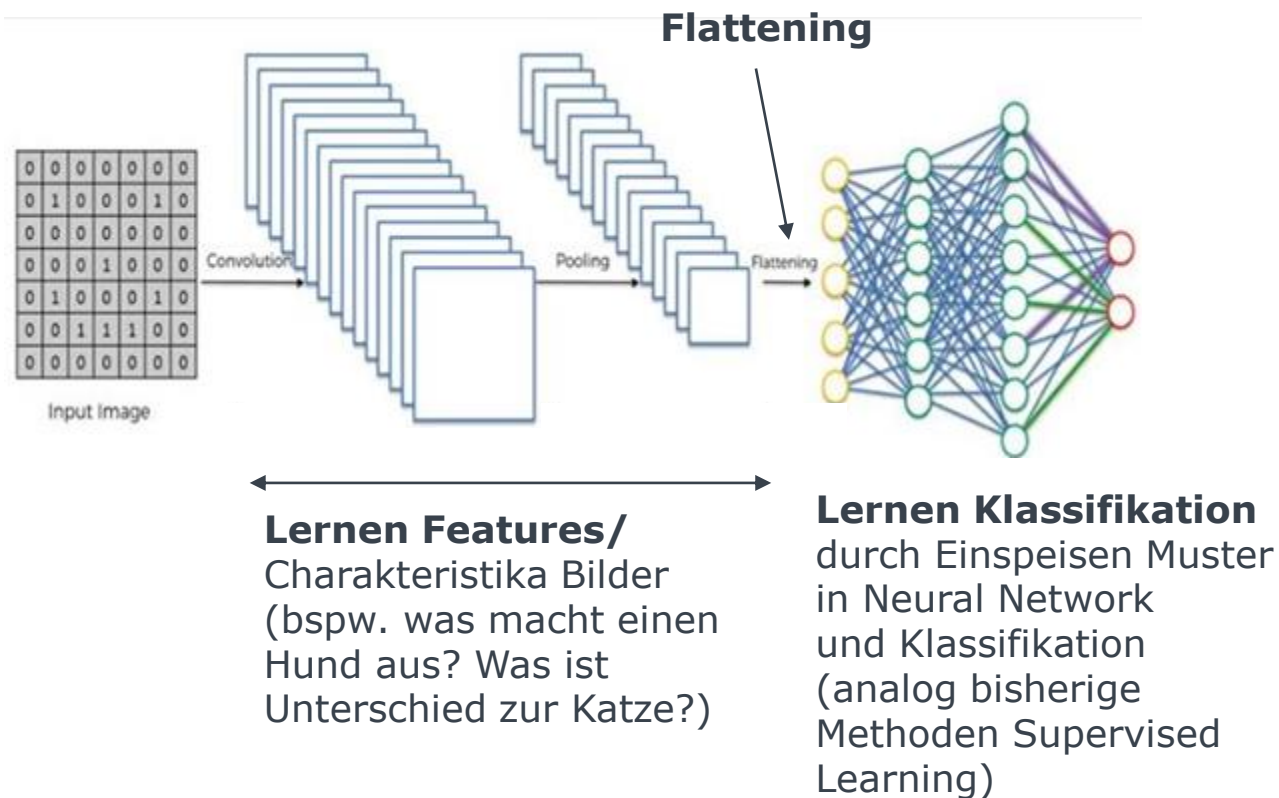 Flattening
0 0 0 0 0 0 0
0 1 0 0 0 1 0
0 0 0 0 0 0 0
0 0 0 1 0 0 0
0 1 0 0 0 1 0
0 0 1 1 1 0 0
0 0 0 0 0 0 0
Input Image
Convolution
Pooling
Flattening
Lernen Features/
Charakteristika Bilder
(bspw. was macht einen
Hund aus? Was ist
Unterschied zur Katze?)
Lernen Klassifikation
durch Einspeisen Muster
in Neural Network
und Klassifikation
(analog bisherige
Methoden Supervised
Learning)